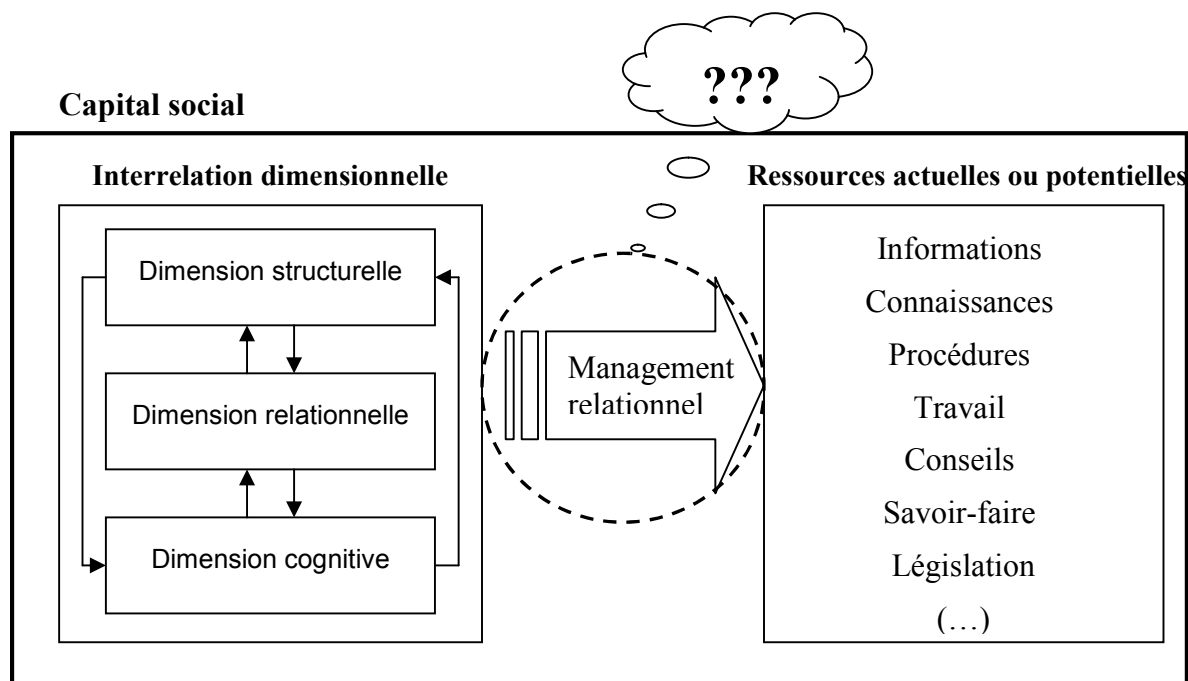 ???
Capital social
Interrelation dimensionnelle
Dimension structurelle
Dimension relationnelle
Dimension cognitive
Management
relationnel
Ressources actuelles ou potentielles
Informations
Connaissances
Procédures
Travail
Conseils
Savoir-faire
Législation
(…)